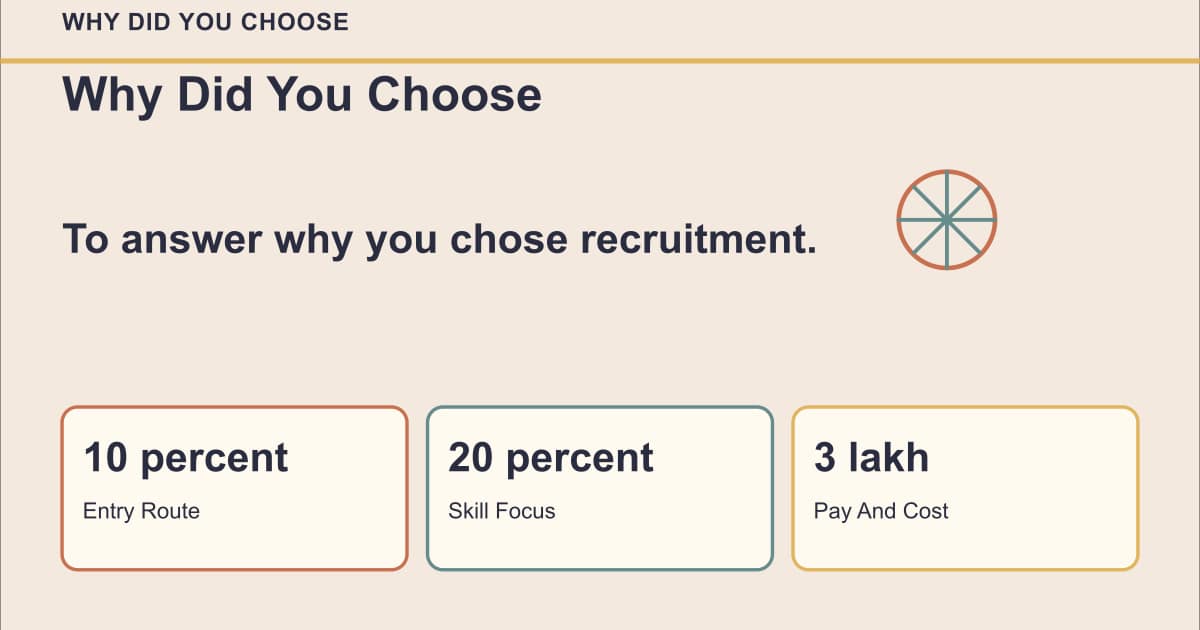 WHY DID YOU CHOOSE
Why Did You Choose
To answer why you chose recruitment.
10 percent
Entry Route
20 percent
Skill Focus
3 lakh
Pay And Cost